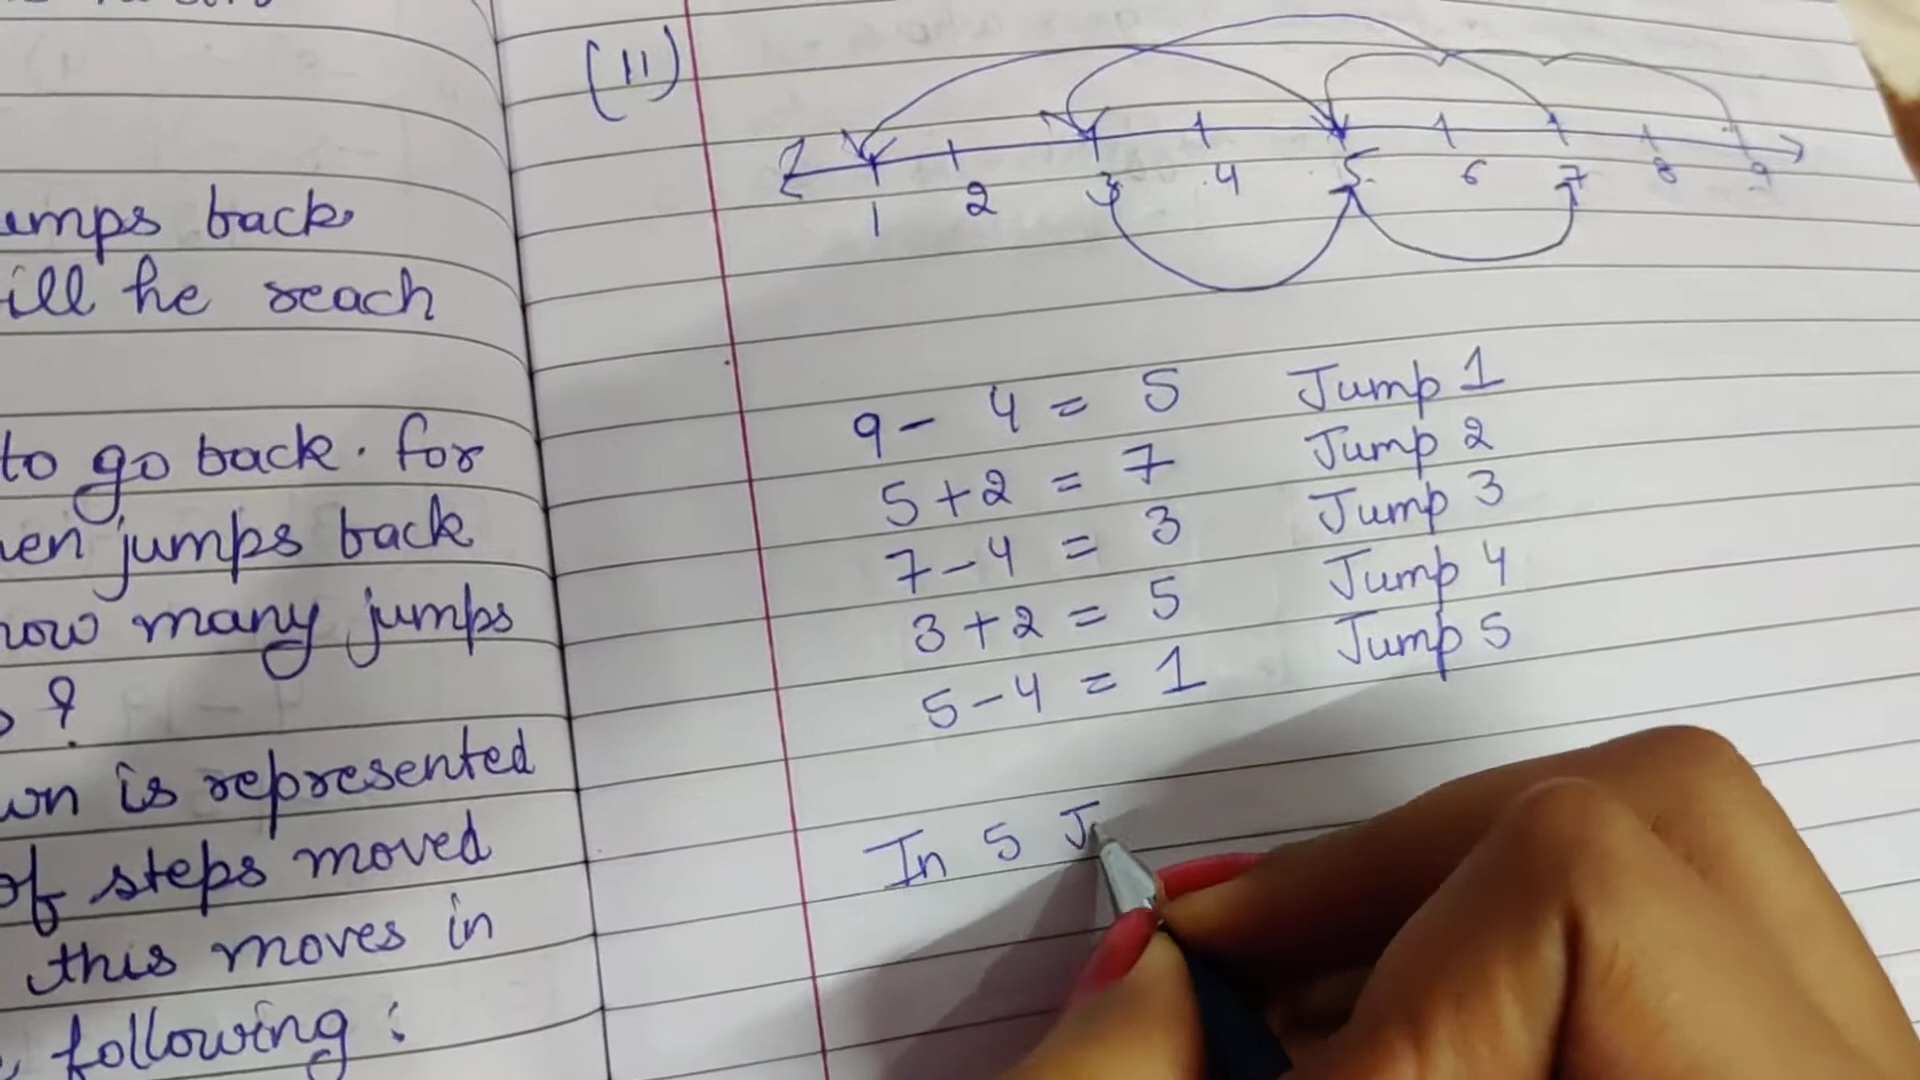 umps back
ill he reach
to go back. for
jumps back
how many jumps
?
wn is represented
of steps moved
this moves in
following :
(11)
1 2 3 4 5 6 7 8 9
9 - 4 = 5 Jump 1
5 + 2 = 7 Jump 2
7 - 4 = 3 Jump 3
3 + 2 = 5 Jump 4
5 - 4 = 1 Jump 5
In 5 J